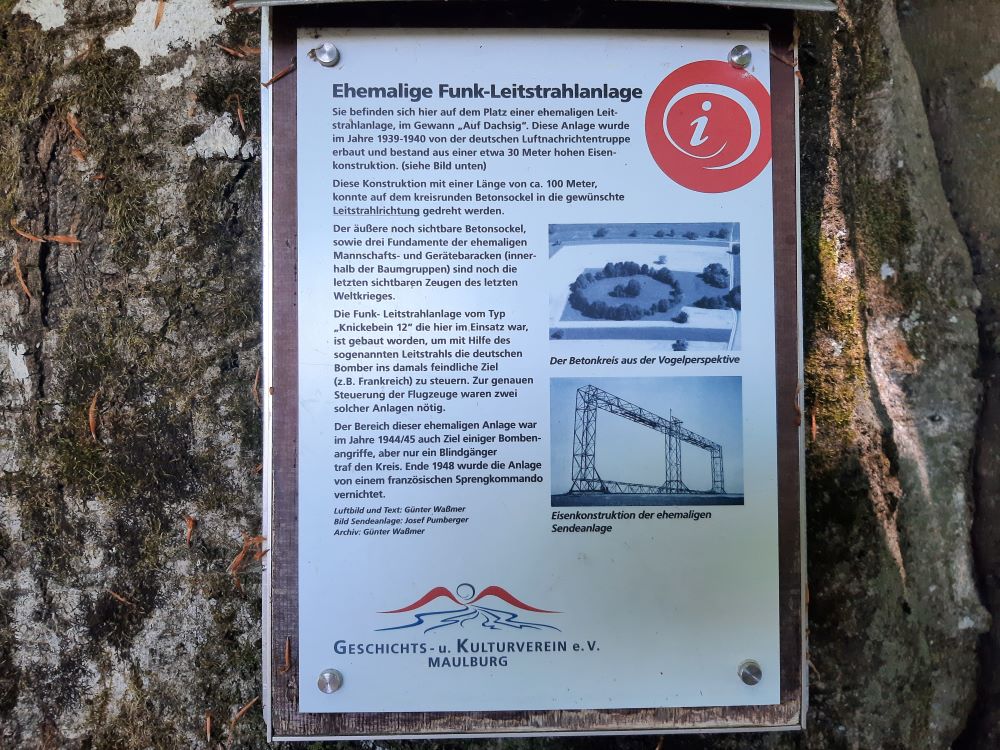 Ehemalige Funk-Leitstrahlanlage
Sie befinden sich hier auf dem Platz einer ehemaligen Leit-
strahlanlage, im Gewann „Auf Dachsig“. Diese Anlage wurde
im Jahre 1939-1940 von der deutschen Luftnachrichtentruppe
erbaut und bestand aus einer etwa 30 Meter hohen Eisen-
konstruktion. (siehe Bild unten)
i
Diese Konstruktion mit einer Länge von ca. 100 Meter,
konnte auf dem kreisrunden Betonsockel in die gewünschte
Leitstrahlrichtung gedreht werden.
Der äußere noch sichtbare Betonsockel,
sowie drei Fundamente der ehemaligen
Mannschafts- und Gerätebaracken (inner-
halb der Baumgruppen) sind noch die
letzten sichtbaren Zeugen des letzten
Weltkrieges.
Die Funk- Leitstrahlanlage vom Typ
„Knickebein 12“ die hier im Einsatz war,
ist gebaut worden, um mit Hilfe des
sogenannten Leitstrahls die deutschen
Bomber ins damals feindliche Ziel
(z.B. Frankreich) zu steuern. Zur genauen
Steuerung der Flugzeuge waren zwei
solcher Anlagen nötig.
Der Bereich dieser ehemaligen Anlage war
im Jahre 1944/45 auch Ziel einiger Bomben-
angriffe, aber nur ein Blindgänger
traf den Kreis. Ende 1948 wurde die Anlage
von einem französischen Sprengkommando
vernichtet.
Luftbild und Text: Günter Waßmer
Bild Sendeanlage: Josef Pumberger
Archiv: Günter Waßmer
Der Betonkreis aus der Vogelperspektive
Eisenkonstruktion der ehemaligen
Sendeanlage
GESCHICHTS- u. KULTURVEREIN e.V.
MAULBURG